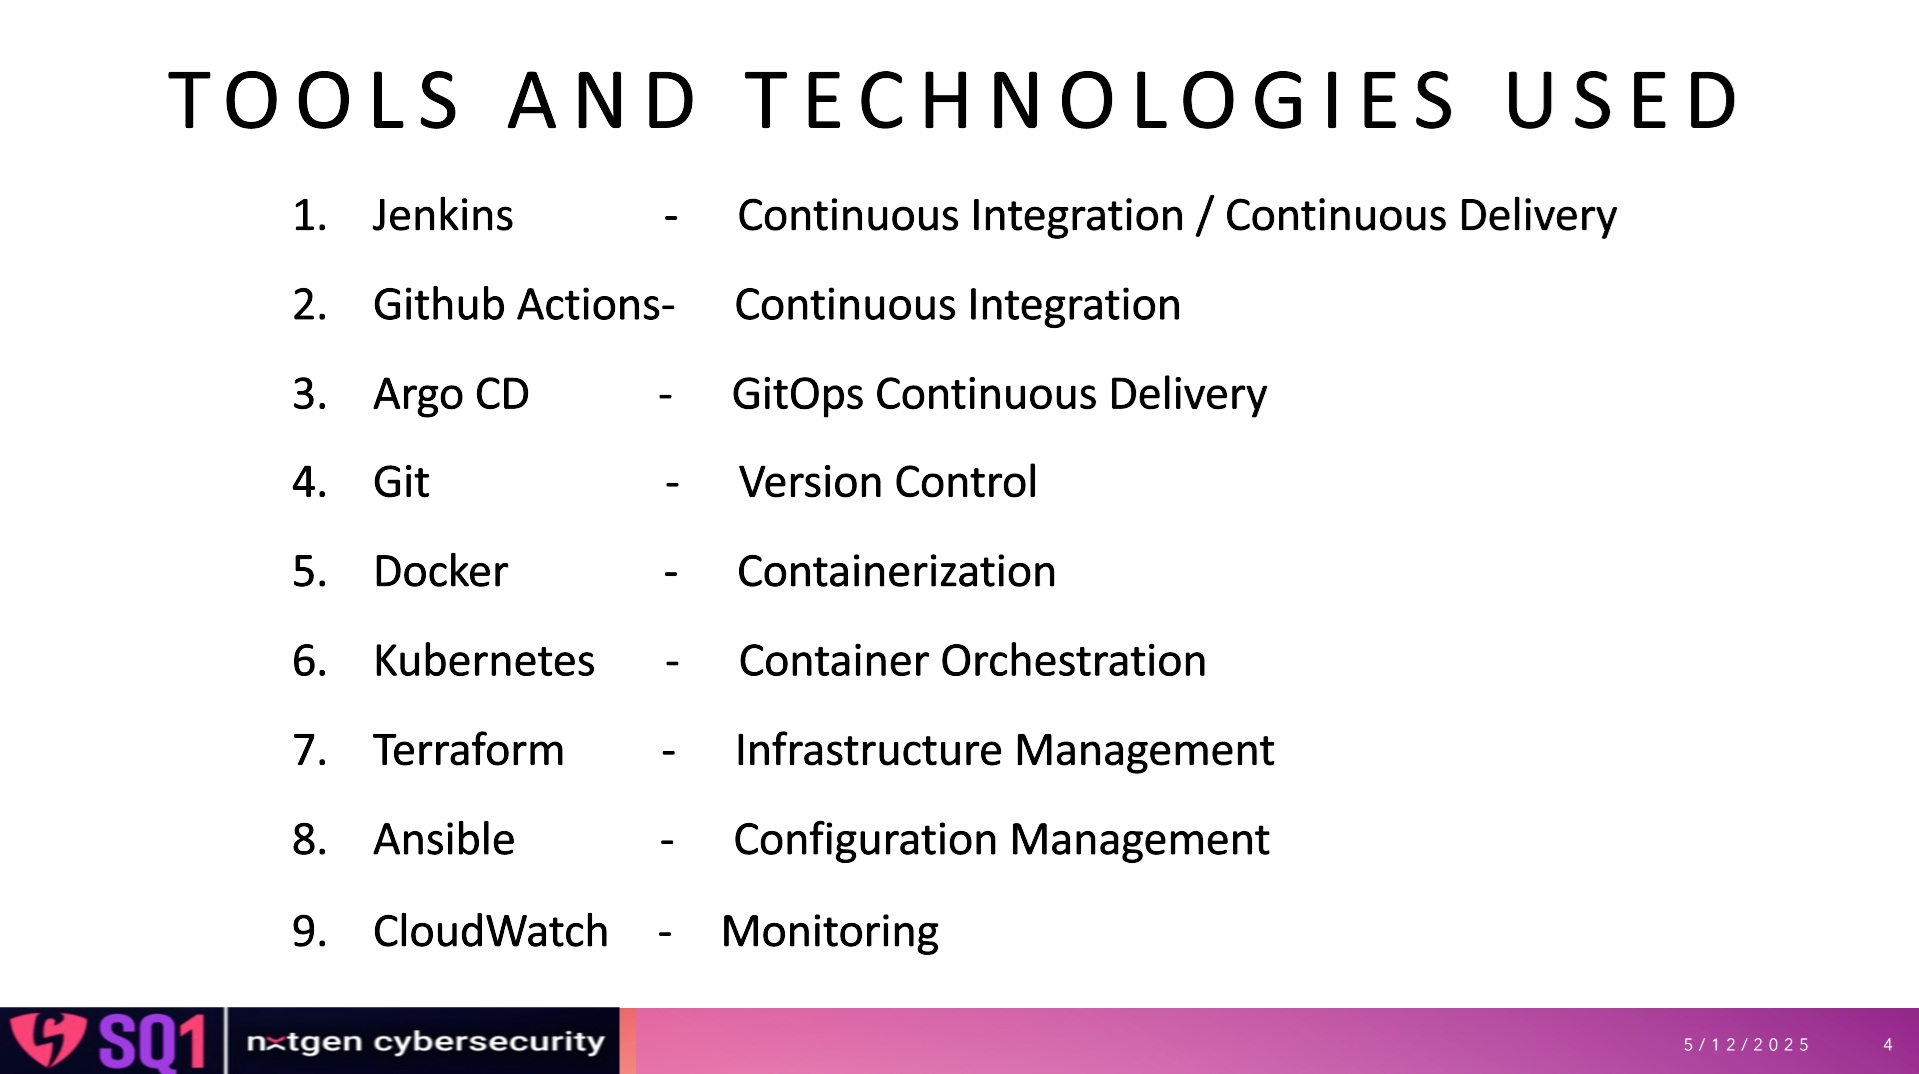 TOOLS AND TECHNOLOGIES USED
1. Jenkins - Continuous Integration / Continuous Delivery
2. Github Actions- Continuous Integration
3. Argo CD - GitOps Continuous Delivery
4. Git - Version Control
5. Docker - Containerization
6. Kubernetes - Container Orchestration
7. Terraform - Infrastructure Management
8. Ansible - Configuration Management
9. CloudWatch - Monitoring
SQ1 nxtgen cybersecurity
5/12/2025 4